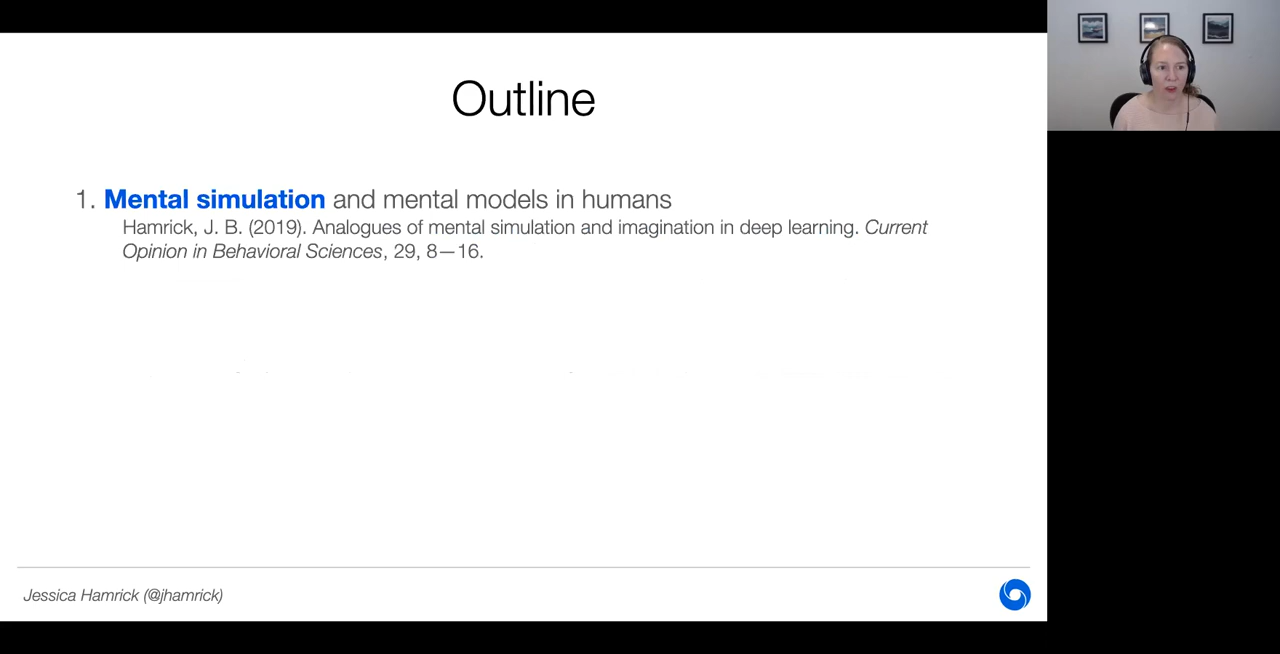 Outline
1. Mental simulation and mental models in humans
Hamrick, J. B. (2019). Analogues of mental simulation and imagination in deep learning. Current
Opinion in Behavioral Sciences, 29, 8—16.
Jessica Hamrick (@jhamrick)